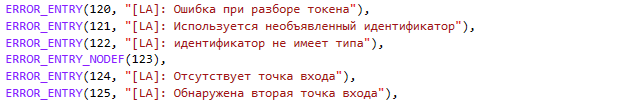 ERROR_ENTRY(120, "[LA]: Ошибка при разборе токена"),
ERROR_ENTRY(121, "[LA]: Используется необъявленный идентификатор"),
ERROR_ENTRY(122, "[LA]: идентификатор не имеет типа"),
ERROR_ENTRY_NODEF(123),
ERROR_ENTRY(124, "[LA]: Отсутствует точка входа"),
ERROR_ENTRY(125, "[LA]: Обнаружена вторая точка входа"),